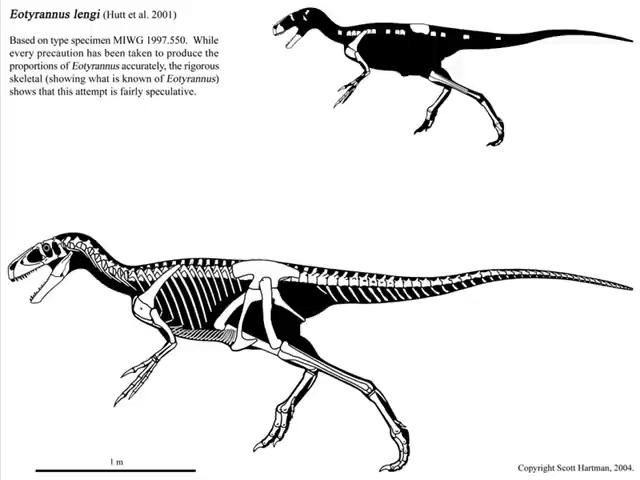 Eotyrannus lengi (Hutt et al. 2001)
Based on type specimen MIWG 1997.550. While
every precaution has been taken to produce the
proportions of Eotyrannus accurately, the rigorous
skeletal (showing what is known of Eotyrannus)
shows that this attempt is fairly speculative.
1 m
Copyright Scott Hartman, 2004.